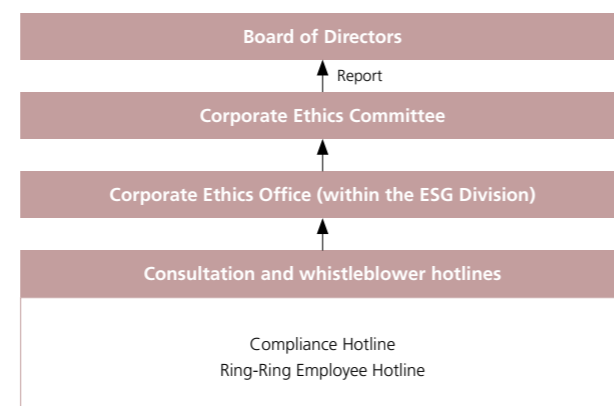 Board of Directors
Report
Corporate Ethics Committee
Corporate Ethics Office (within the ESG Division)
Consultation and whistleblower hotlines
Compliance Hotline
Ring-Ring Employee Hotline